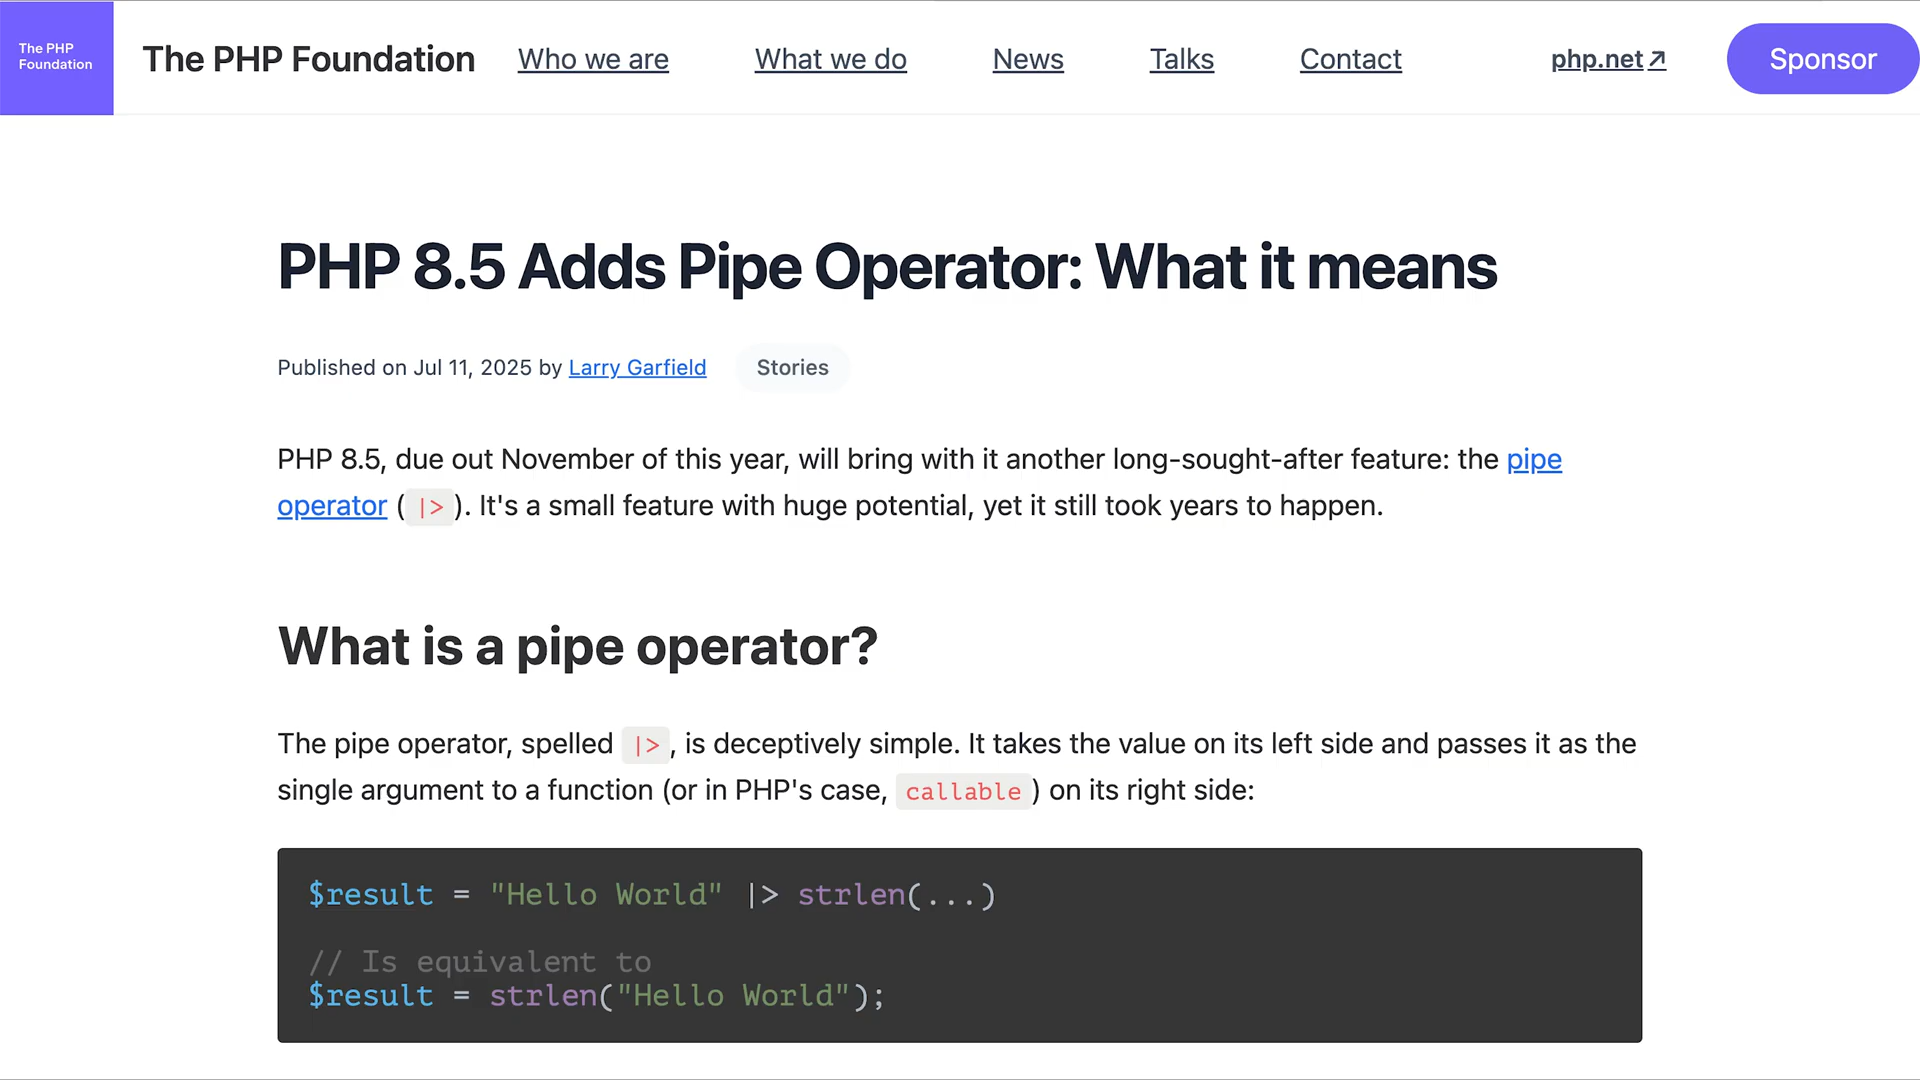 The PHP
Foundation
The PHP Foundation
Who we are
What we do
News
Talks
Contact
php.net↗
Sponsor
PHP 8.5 Adds Pipe Operator: What it means
Published on Jul 11, 2025 by Larry Garfield
Stories
PHP 8.5, due out November of this year, will bring with it another long-sought-after feature: the pipe
operator ( |> ). It's a small feature with huge potential, yet it still took years to happen.
What is a pipe operator?
The pipe operator, spelled |> , is deceptively simple. It takes the value on its left side and passes it as the
single argument to a function (or in PHP's case, callable ) on its right side:
$result = "Hello World" |> strlen(...)
// Is equivalent to
$result = strlen("Hello World");